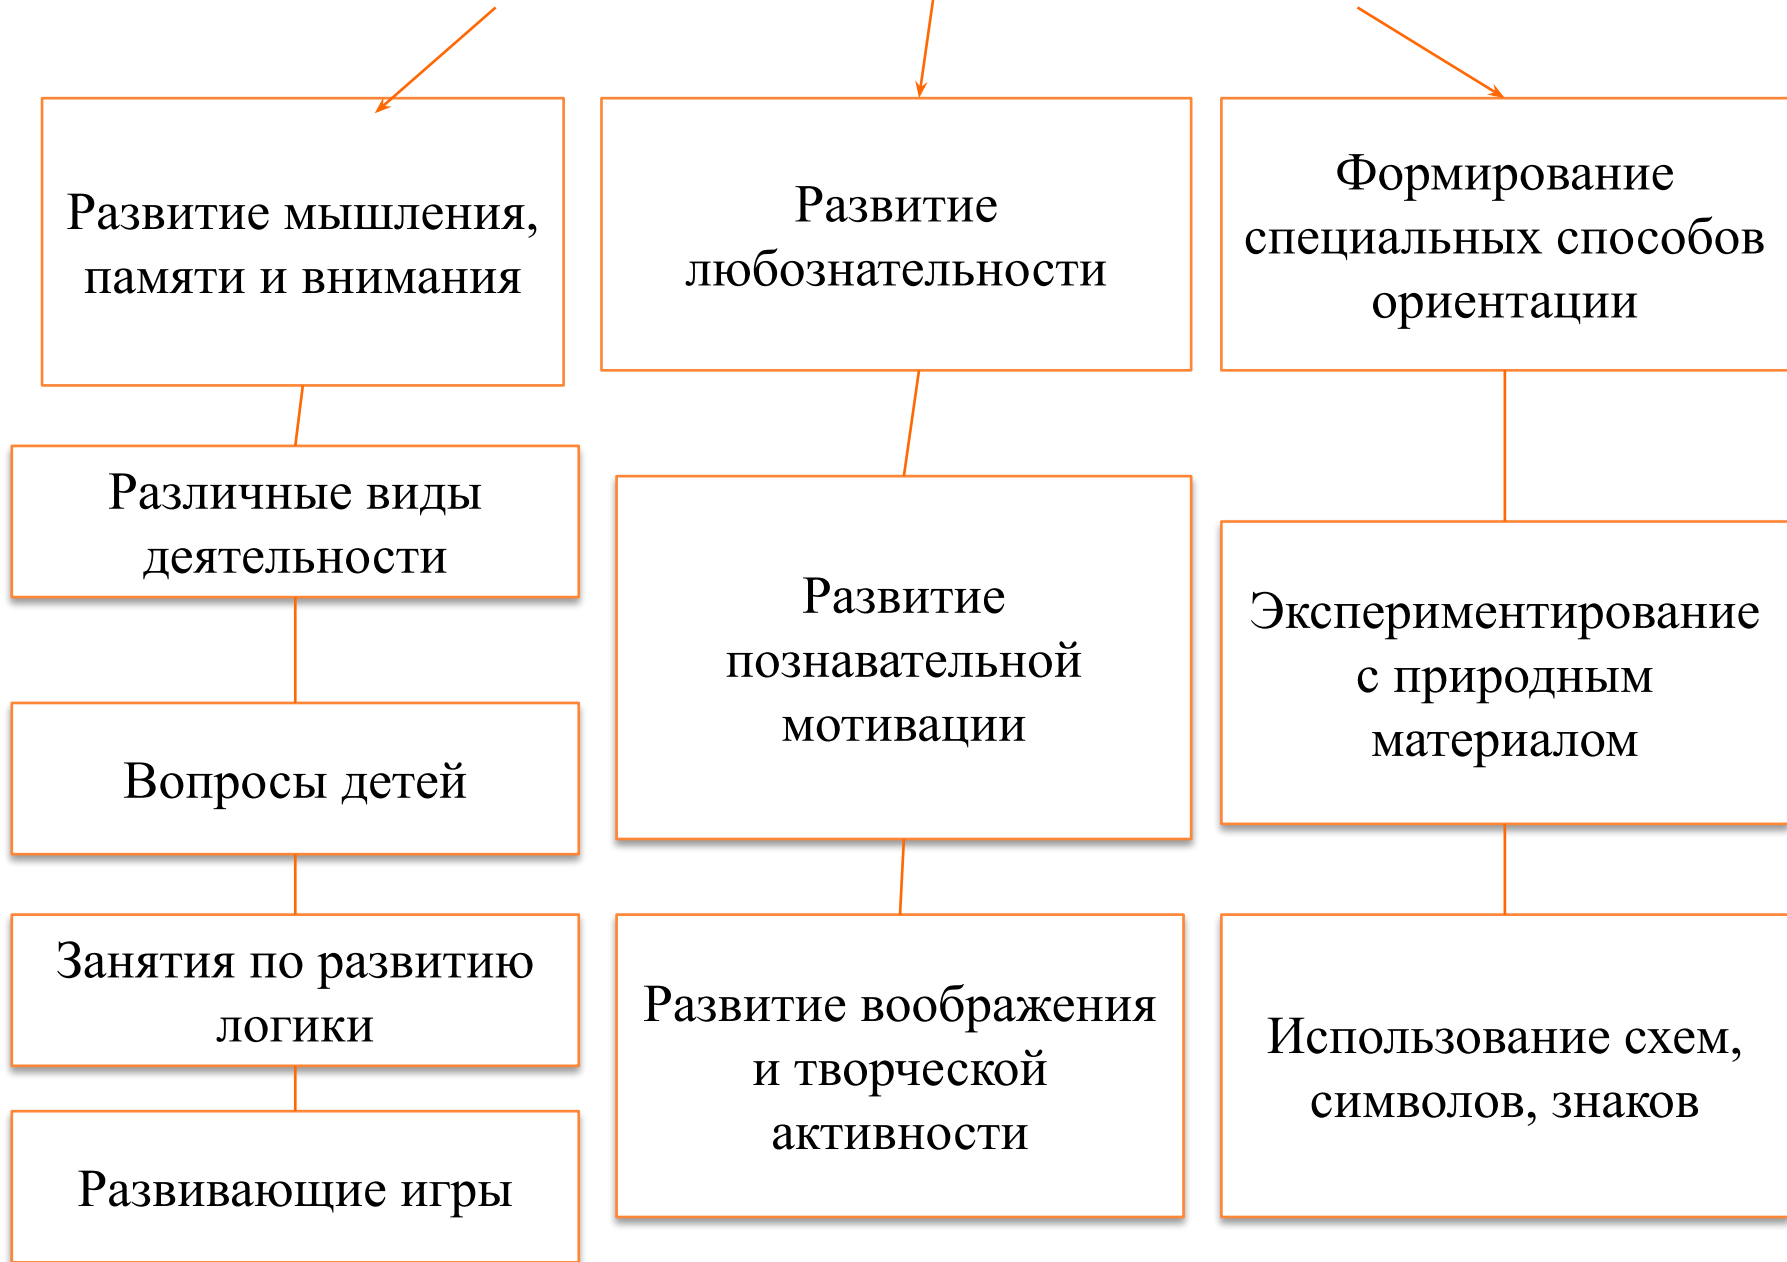 Развитие мышления,
памяти и внимания
Различные виды
деятельности
Вопросы детей
Занятия по развитию
логики
Развивающие игры
Развитие
любознательности
Развитие
познавательной
мотивации
Развитие воображения
и творческой
активности
Формирование
специальных способов
ориентации
Экспериментирование
с природным
материалом
Использование схем,
символов, знаков